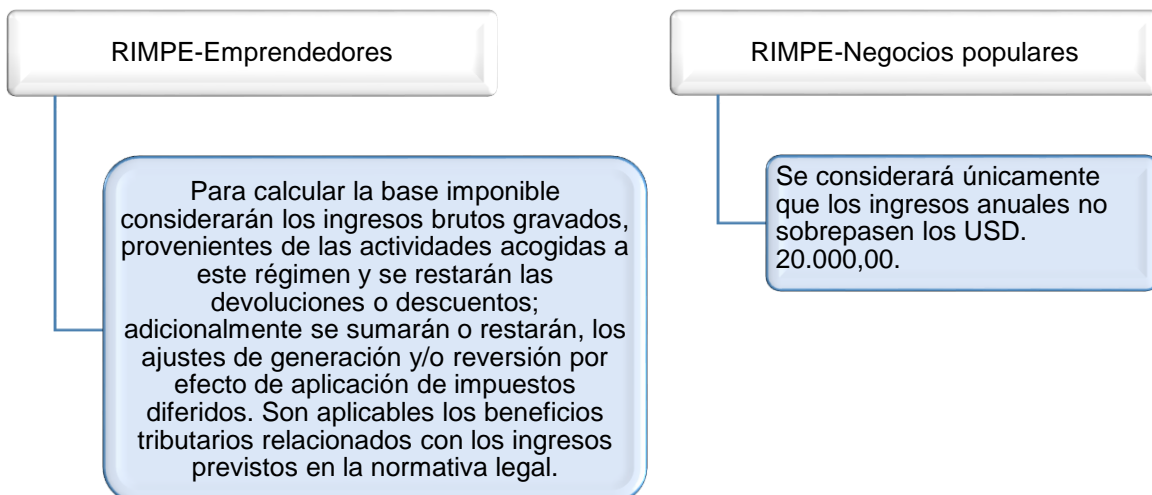 RIMPE-Emprendedores
Para calcular la base imponible
considerarán los ingresos brutos gravados,
provenientes de las actividades acogidas a
este régimen y se restarán las
devoluciones o descuentos;
adicionalmente se sumarán o restarán, los
ajustes de generación y/o reversión por
efecto de aplicación de impuestos
diferidos. Son aplicables los beneficios
tributarios relacionados con los ingresos
previstos en la normativa legal.
RIMPE-Negocios populares
Se considerará únicamente
que los ingresos anuales no
sobrepasen los USD.
20.000,00.